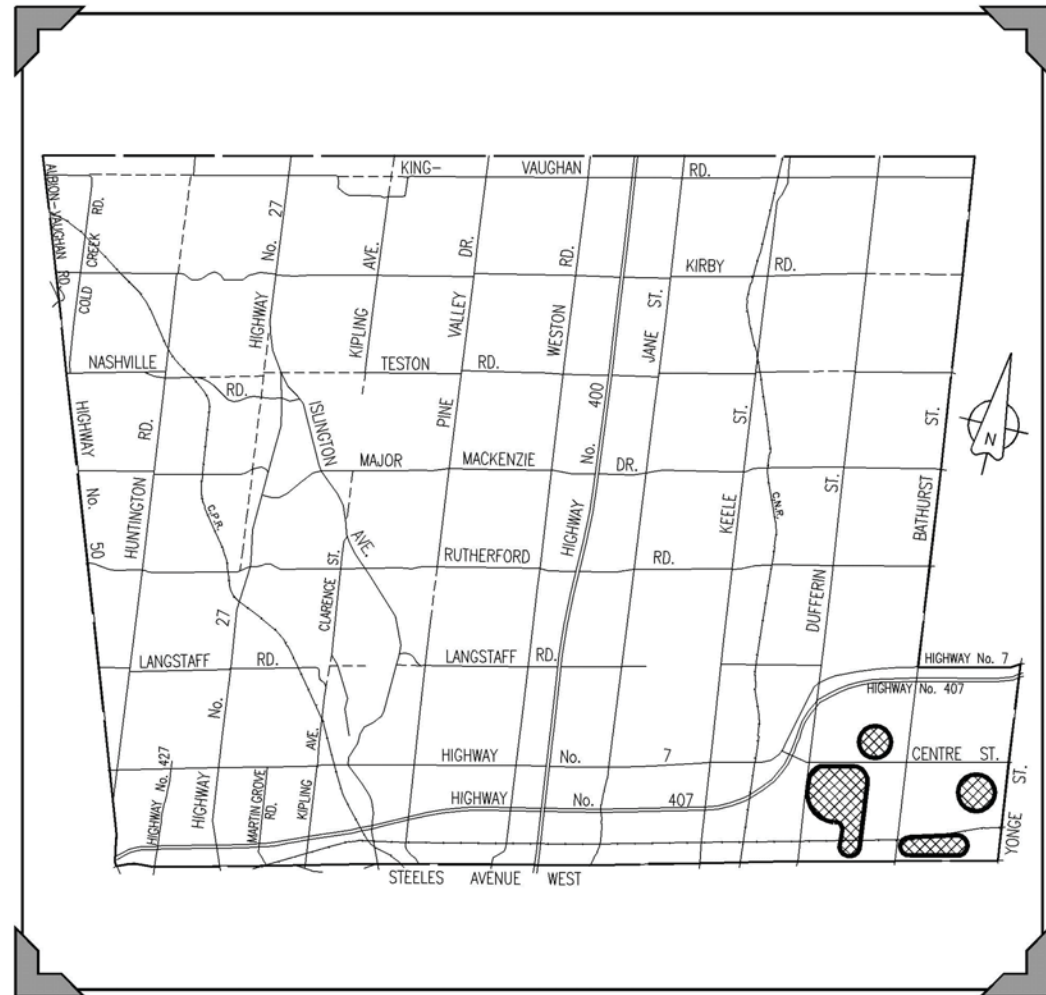 KING-VAUGHAN RD.
ALBION-VAUGHAN RD.
COLD CREEK RD.
HIGHWAY No. 27
KIPLING AVE.
PINE VALLEY DR.
WESTON RD.
JANE ST.
KIRBY RD.
NASHVILLE RD.
TESTON RD.
HIGHWAY No. 50
HUNTINGTON RD.
ISLINGTON AVE.
MAJOR MACKENZIE DR.
HIGHWAY No. 400
KEELE ST.
DUFFERIN ST.
BATHURST ST.
N
C.P.R.
C.N.R.
CLARENCE ST.
RUTHERFORD RD.
LANGSTAFF RD.
LANGSTAFF RD.
HIGHWAY No. 27
HIGHWAY No. 7
HIGHWAY No. 407
HIGHWAY No. 7
CENTRE ST.
HIGHWAY No. 427
MARTIN GROVE RD.
KIPLING AVE.
HIGHWAY No. 407
YONGE ST.
STEELES AVENUE WEST